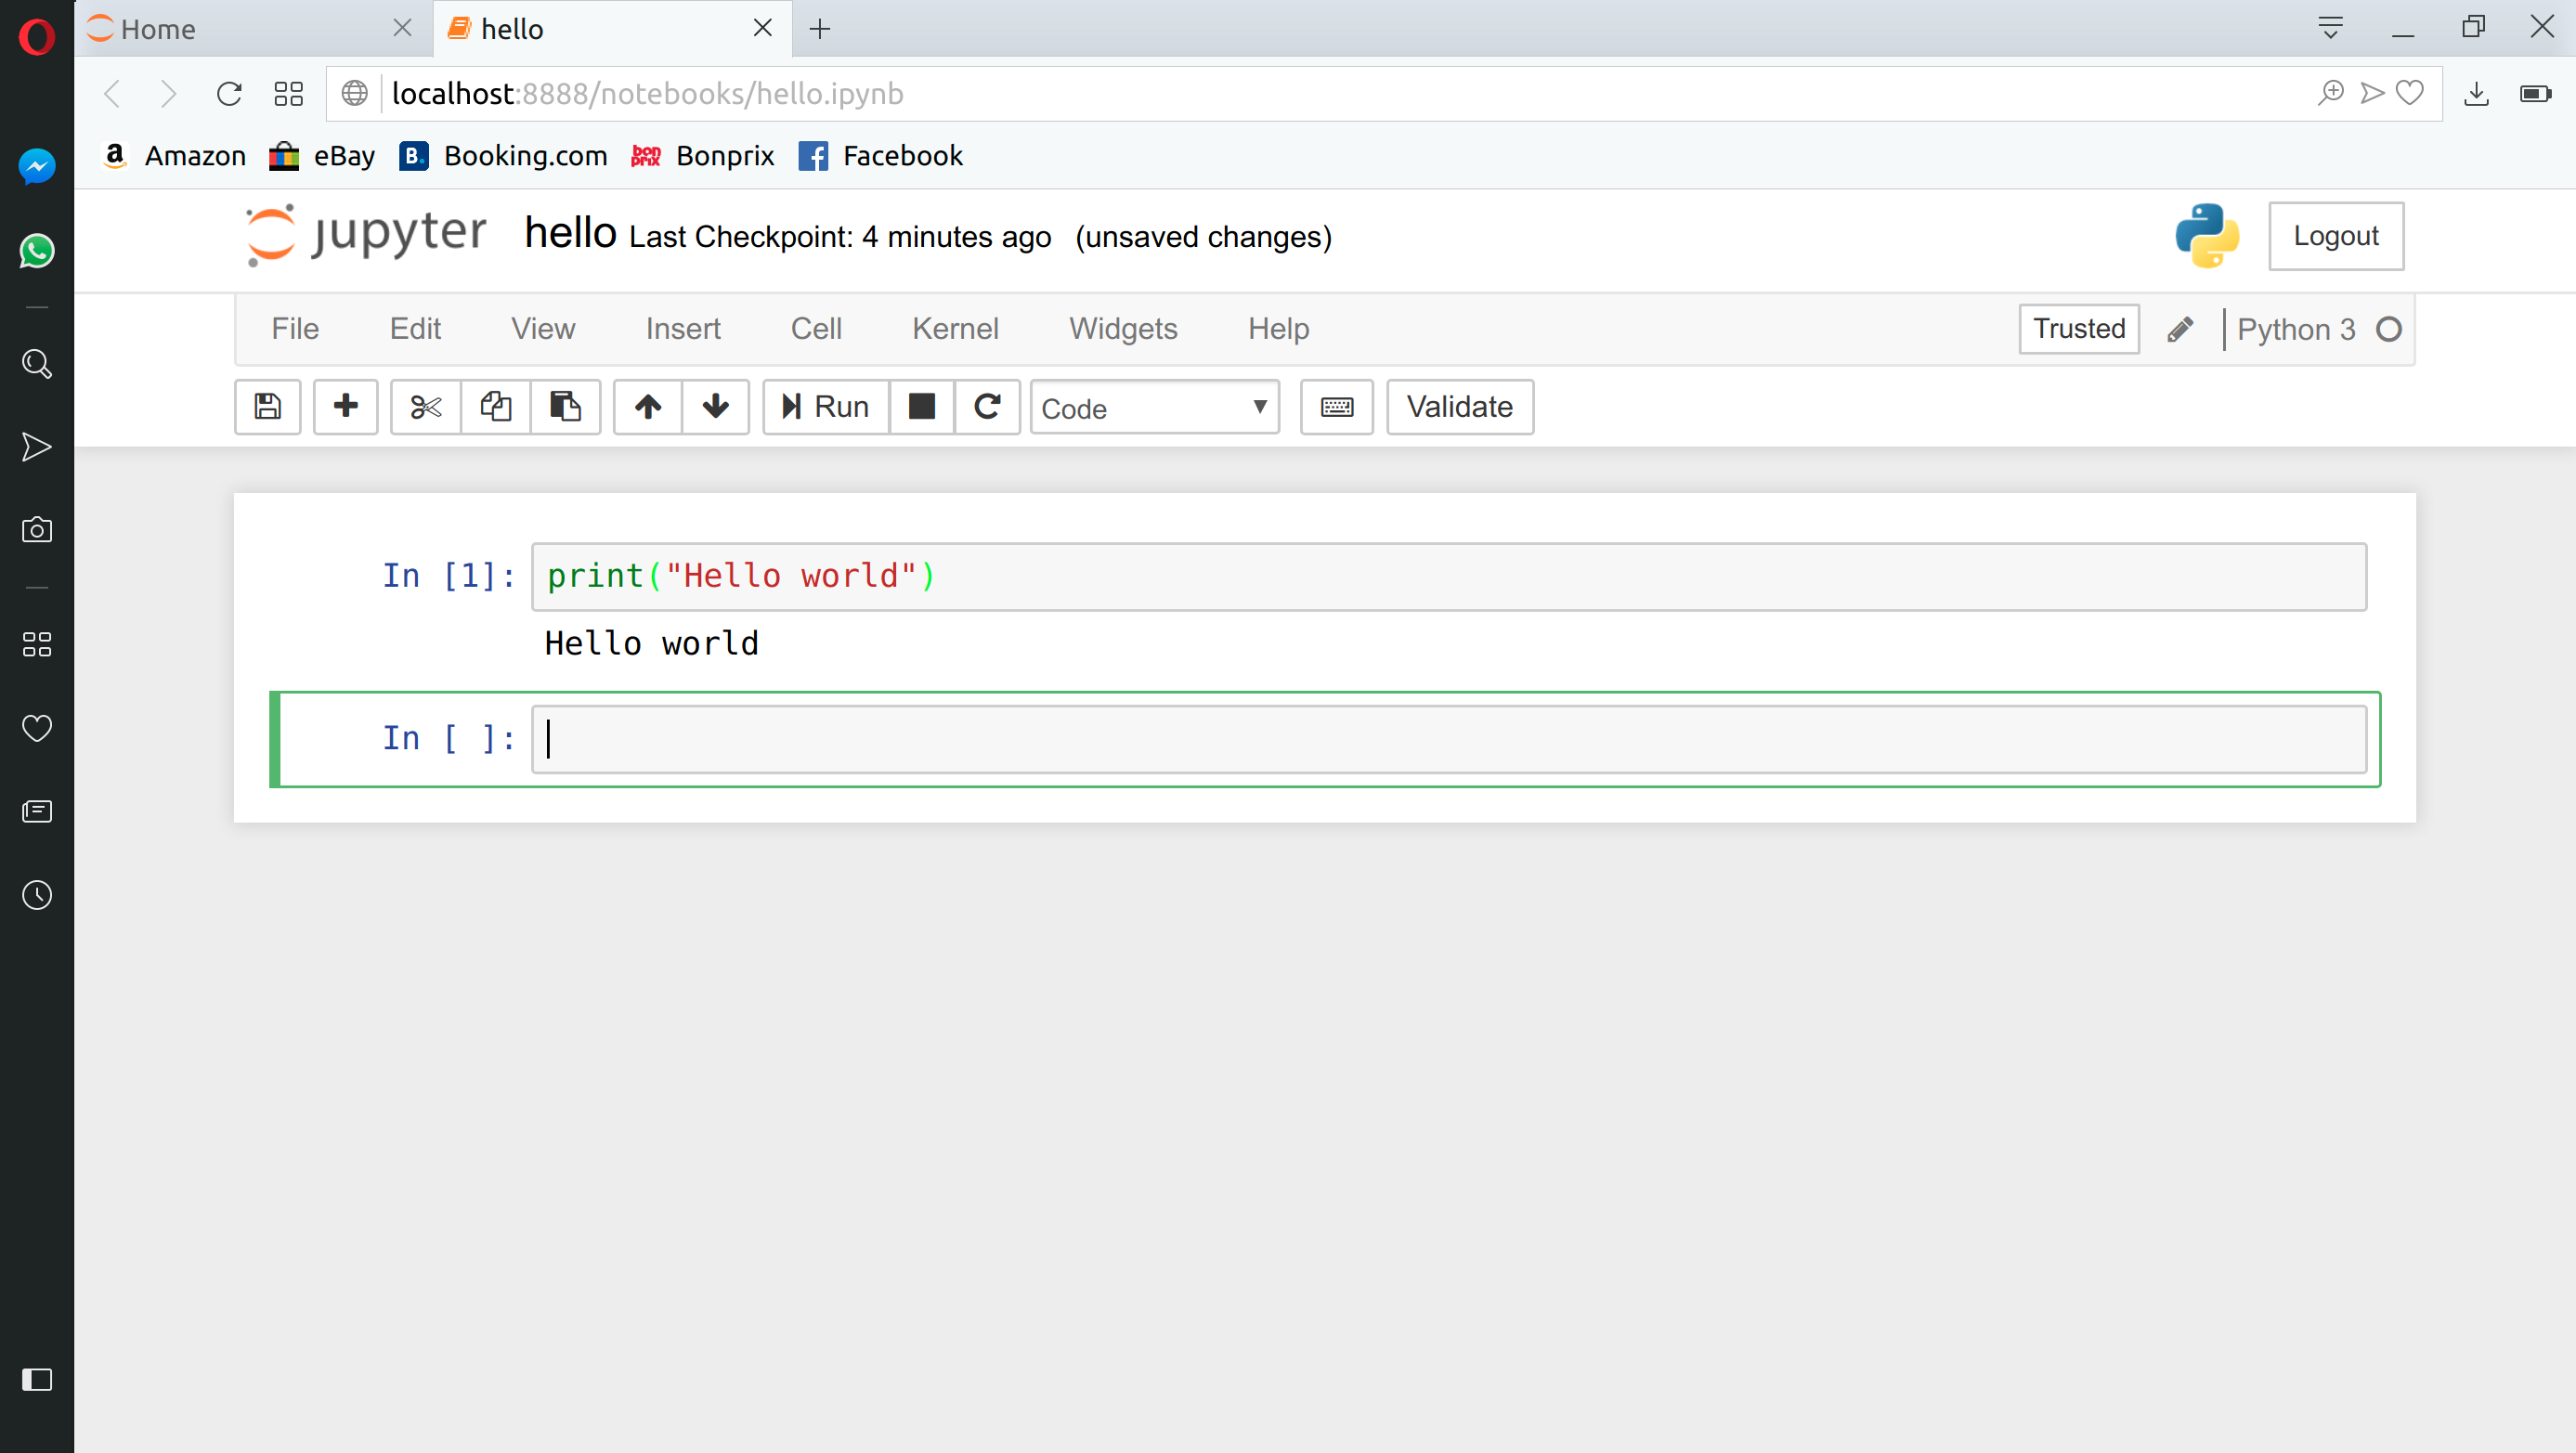 Home hello
localhost:8888/notebooks/hello.ipynb
a Amazon eBay B. Booking.com bon prix Bonprix f Facebook
jupyter hello Last Checkpoint: 4 minutes ago (unsaved changes) Logout
File Edit View Insert Cell Kernel Widgets Help Trusted Python 3
Run Code Validate
In [1]: print("Hello world")
Hello world
In [ ]: